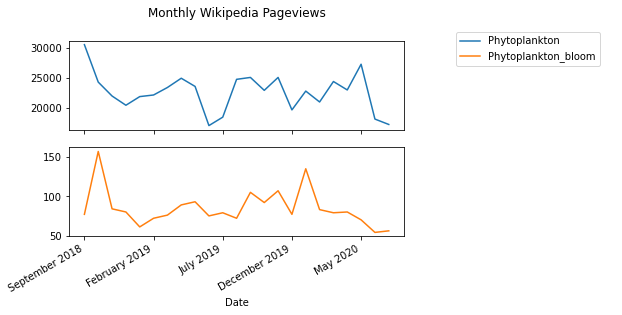 Monthly Wikipedia Pageviews
Phytoplankton
Phytoplankton_bloom
30000
25000
20000
150
100
50
September 2018
February 2019
July 2019
December 2019
May 2020
Date